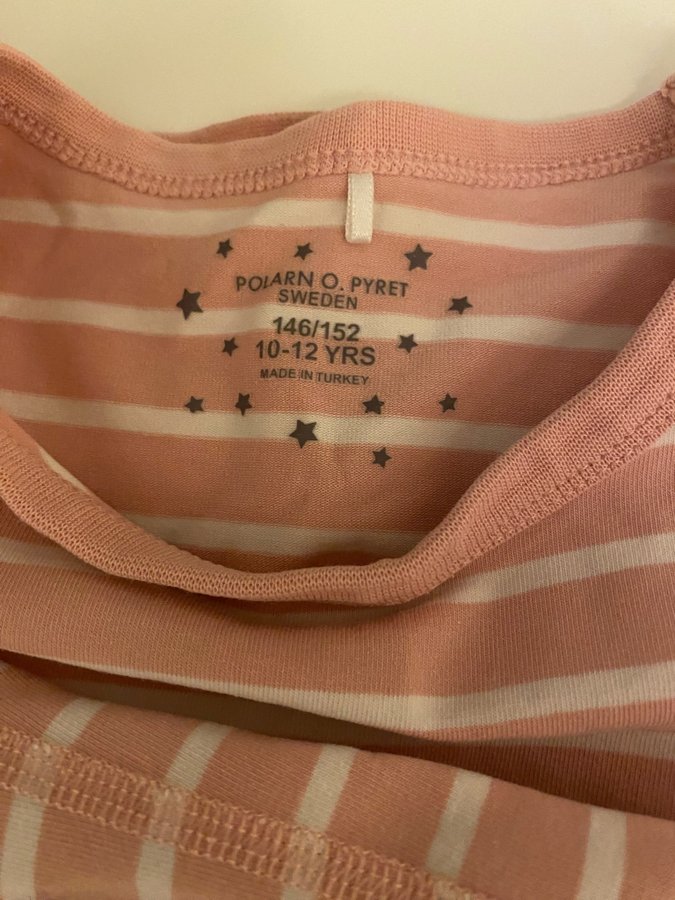 POLARN O. PYRET
SWEDEN
146/152
10-12 YRS
MADE IN TURKEY